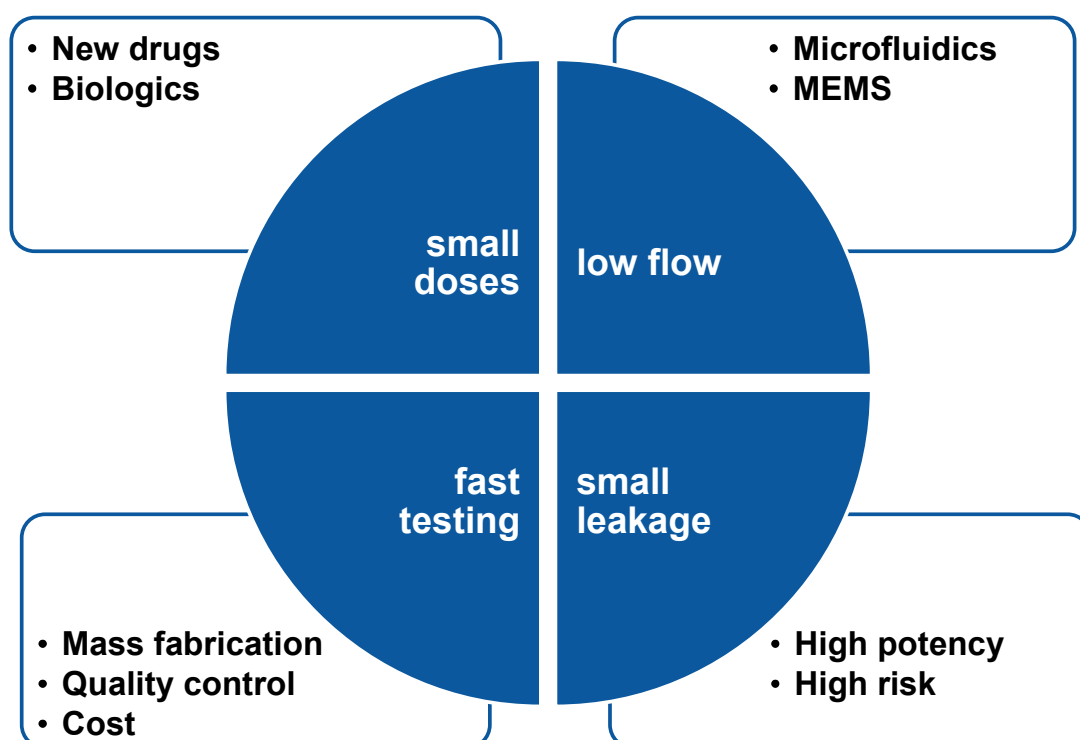 • New drugs
• Biologics
• Microfluidics
• MEMS
small
doses
low flow
fast
testing
small
leakage
• Mass fabrication
• Quality control
• Cost
• High potency
• High risk